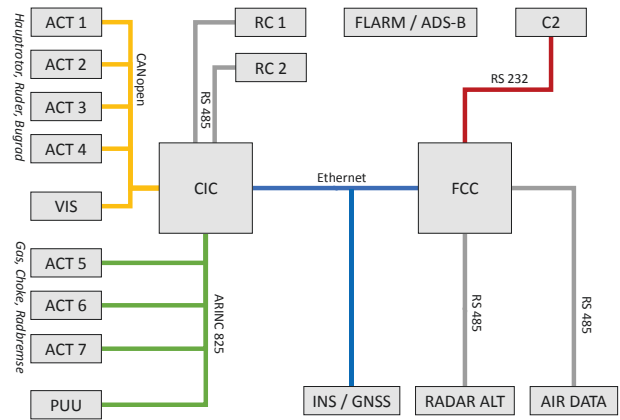 ACT 1
ACT 2
ACT 3
ACT 4
VIS
Hauptrotor, Ruder, Bugrad
CANopen
RC 1
RC 2
RS 485
FLARM / ADS-B
C2
RS 232
CIC
Ethernet
FCC
ACT 5
ACT 6
ACT 7
PUU
Gas, Choke, Radbremse
ARINC 825
RS 485
RS 485
INS / GNSS
RADAR ALT
AIR DATA